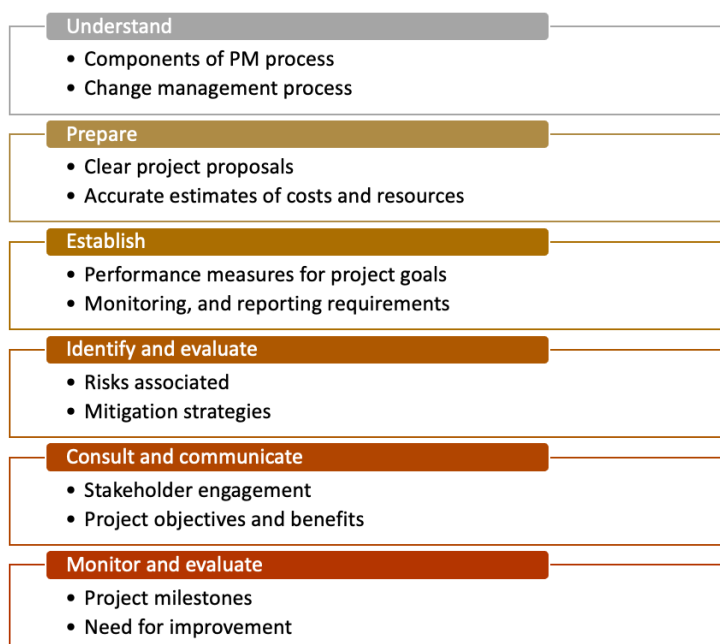 Understand
• Components of PM process
• Change management process
Prepare
• Clear project proposals
• Accurate estimates of costs and resources
Establish
• Performance measures for project goals
• Monitoring, and reporting requirements
Identify and evaluate
• Risks associated
• Mitigation strategies
Consult and communicate
• Stakeholder engagement
• Project objectives and benefits
Monitor and evaluate
• Project milestones
• Need for improvement